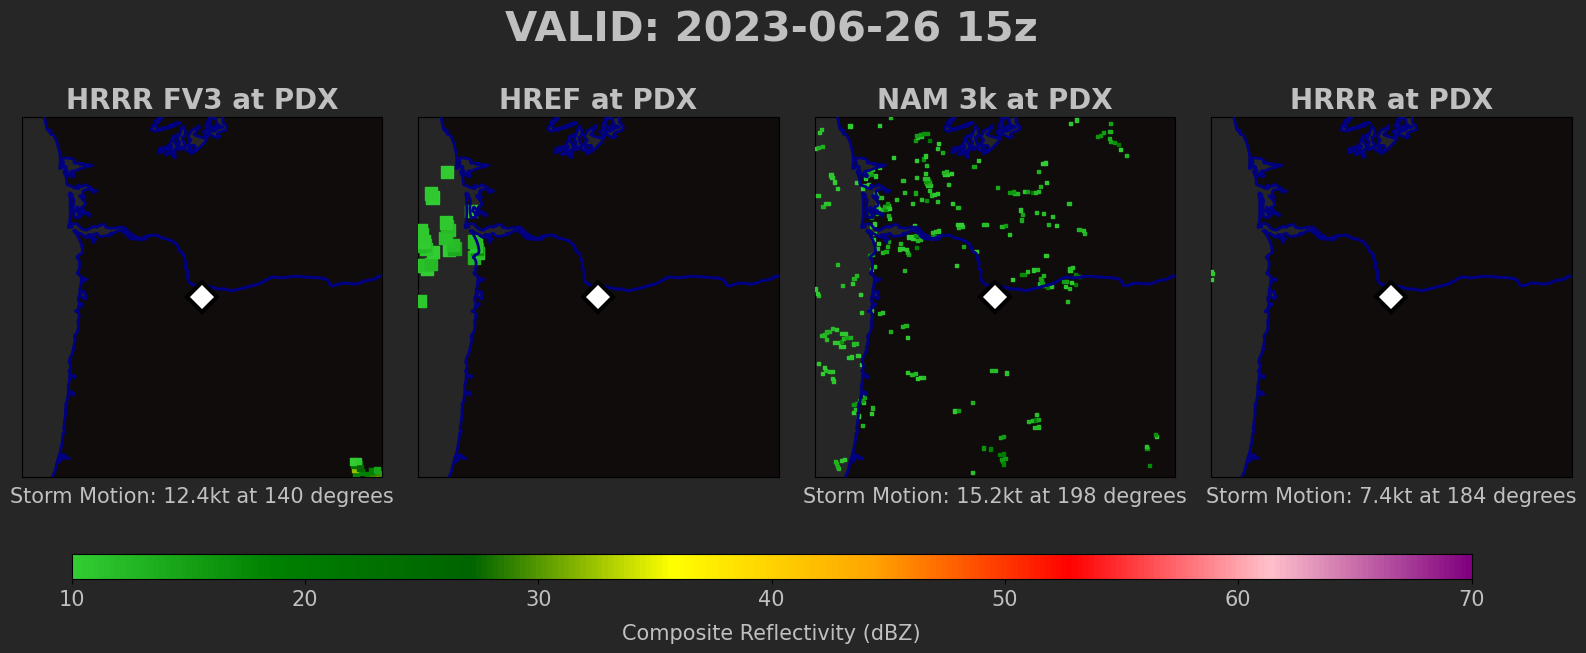 VALID: 2023-06-26 15z
HRRR FV3 at PDX
HREF at PDX
NAM 3k at PDX
HRRR at PDX
Storm Motion: 12.4kt at 140 degrees
Storm Motion: 15.2kt at 198 degrees
Storm Motion: 7.4kt at 184 degrees
10 20 30 40 50 60 70
Composite Reflectivity (dBZ)